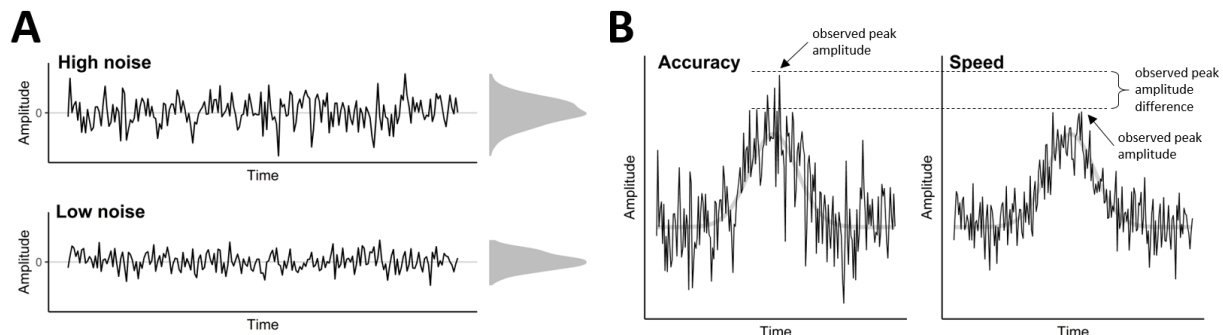 A
High noise
Amplitude
0
Time
Low noise
Amplitude
0
Time
B
observed peak
amplitude
Accuracy
Speed
observed peak
amplitude
difference
observed peak
amplitude
Amplitude
Amplitude
Time
Time